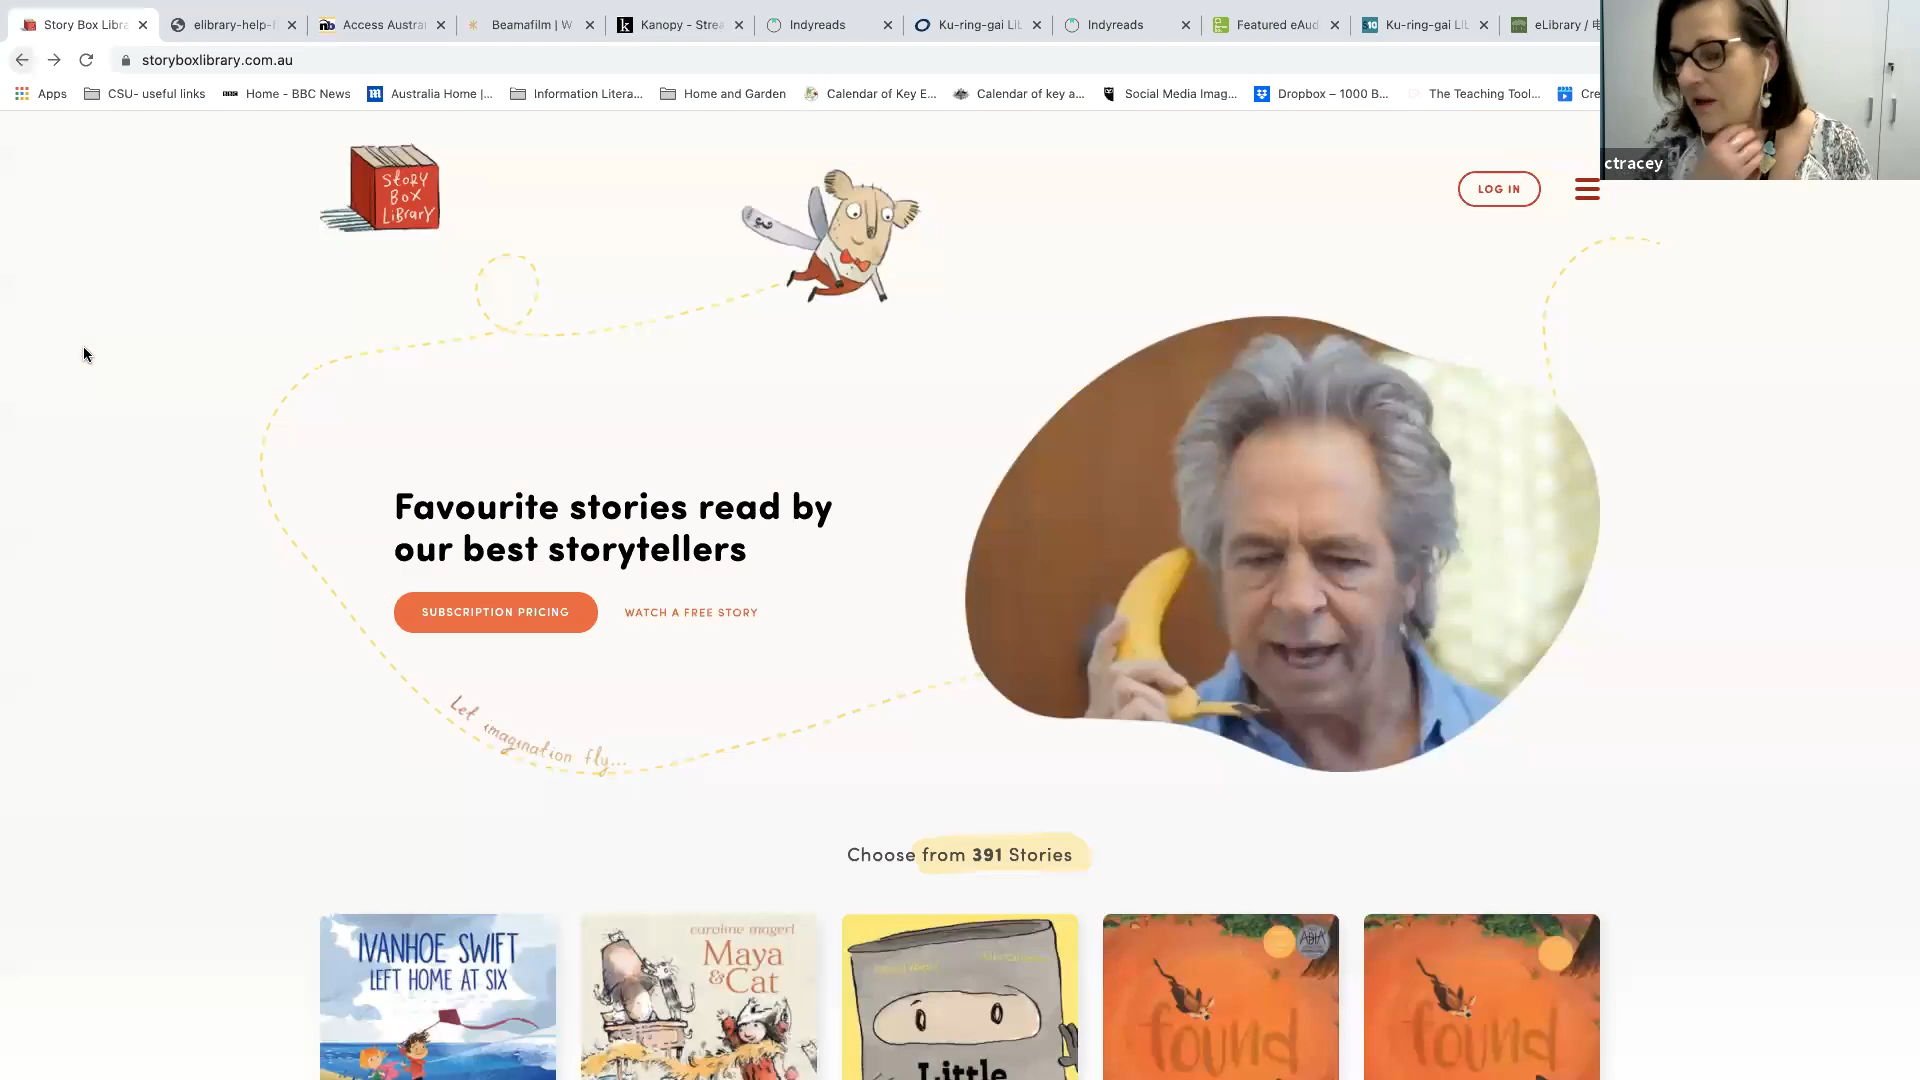 Story Box Libra
elibrary-help-
Access Austra
Beamafilm | W
Kanopy - Strea
Indyreads
Ku-ring-gai Li
Indyreads
Featured eAud
Ku-ring-gai Li
eLibrary /
storyboxlibrary.com.au
Apps
CSU- useful links
Home - BBC News
Australia Home |...
Information Litera...
Home and Garden
Calendar of Key E...
Calendar of key a...
Social Media Imag...
Dropbox – 1000 B...
The Teaching Tool...
Cre
ctracey
STORY
BOX
LIBRARY
LOG IN
Favourite stories read by
our best storytellers
SUBSCRIPTION PRICING
WATCH A FREE STORY
Let imagination fly...
Choose from 391 Stories
IVANHOE SWIFT
LEFT HOME AT SIX
caroline magerl
Maya
& Cat
Little
found
found